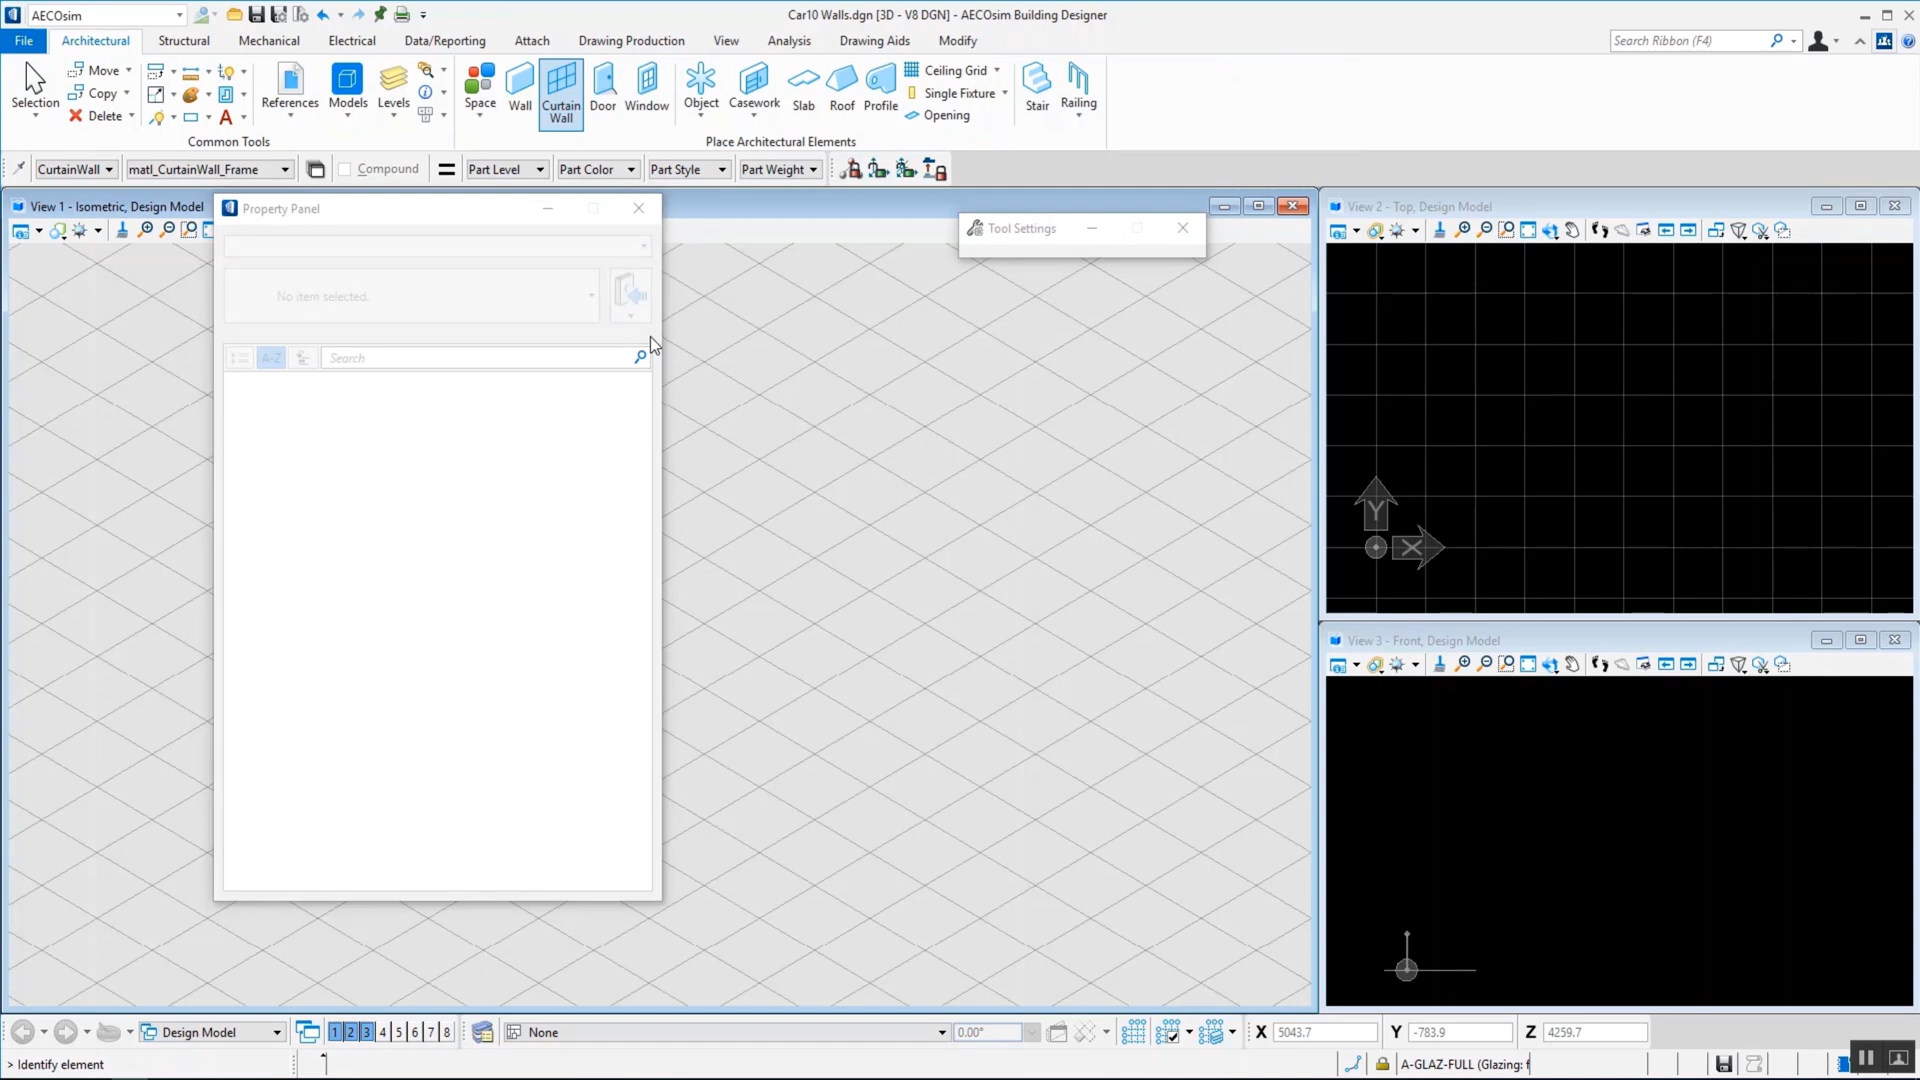 AECOsim
Car10 Walls.dgn [3D - V8 DGN] - AECOsim Building Designer
File
Architectural
Structural
Mechanical
Electrical
Data/Reporting
Attach
Drawing Production
View
Analysis
Drawing Aids
Modify
Search Ribbon (F4)
Selection
Move
Copy
Delete
A
References
Models
Levels
Space
Wall
Curtain
Wall
Door
Window
Object
Casework
Slab
Roof
Profile
Ceiling Grid
Single Fixture
Opening
Stair
Railing
Common Tools
Place Architectural Elements
CurtainWall
matl_CurtainWall_Frame
Compound
Part Level
Part Color
Part Style
Part Weight
View 1 - Isometric, Design Model
Property Panel
No item selected.
A-Z
Search
Tool Settings
View 2 - Top, Design Model
Y
X
View 3 - Front, Design Model
Design Model
1 2 3 4 5 6 7 8
None
0.00°
X 5043.7
Y -783.9
Z 4259.7
> Identify element
A-GLAZ-FULL (Glazing: f